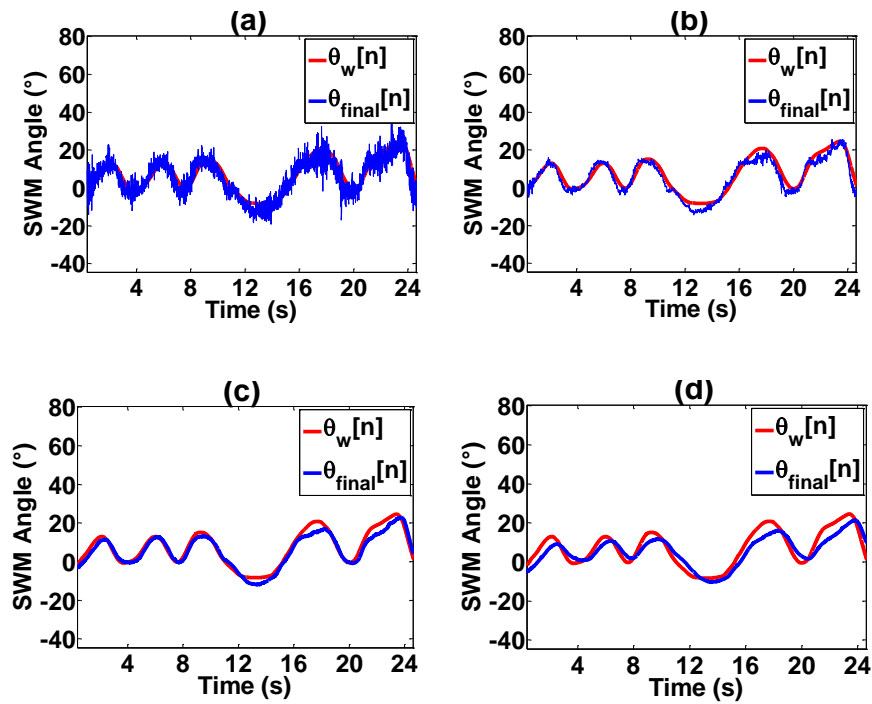 (a)
80
60
40
20
0
-20
-40
SWM Angle (°)
θw[n]
θfinal[n]
4 8 12 16 20 24
Time (s)
(b)
80
60
40
20
0
-20
-40
SWM Angle (°)
θw[n]
θfinal[n]
4 8 12 16 20 24
Time (s)
(c)
80
60
40
20
0
-20
-40
SWM Angle (°)
θw[n]
θfinal[n]
4 8 12 16 20 24
Time (s)
(d)
80
60
40
20
0
-20
-40
SWM Angle (°)
θw[n]
θfinal[n]
4 8 12 16 20 24
Time (s)